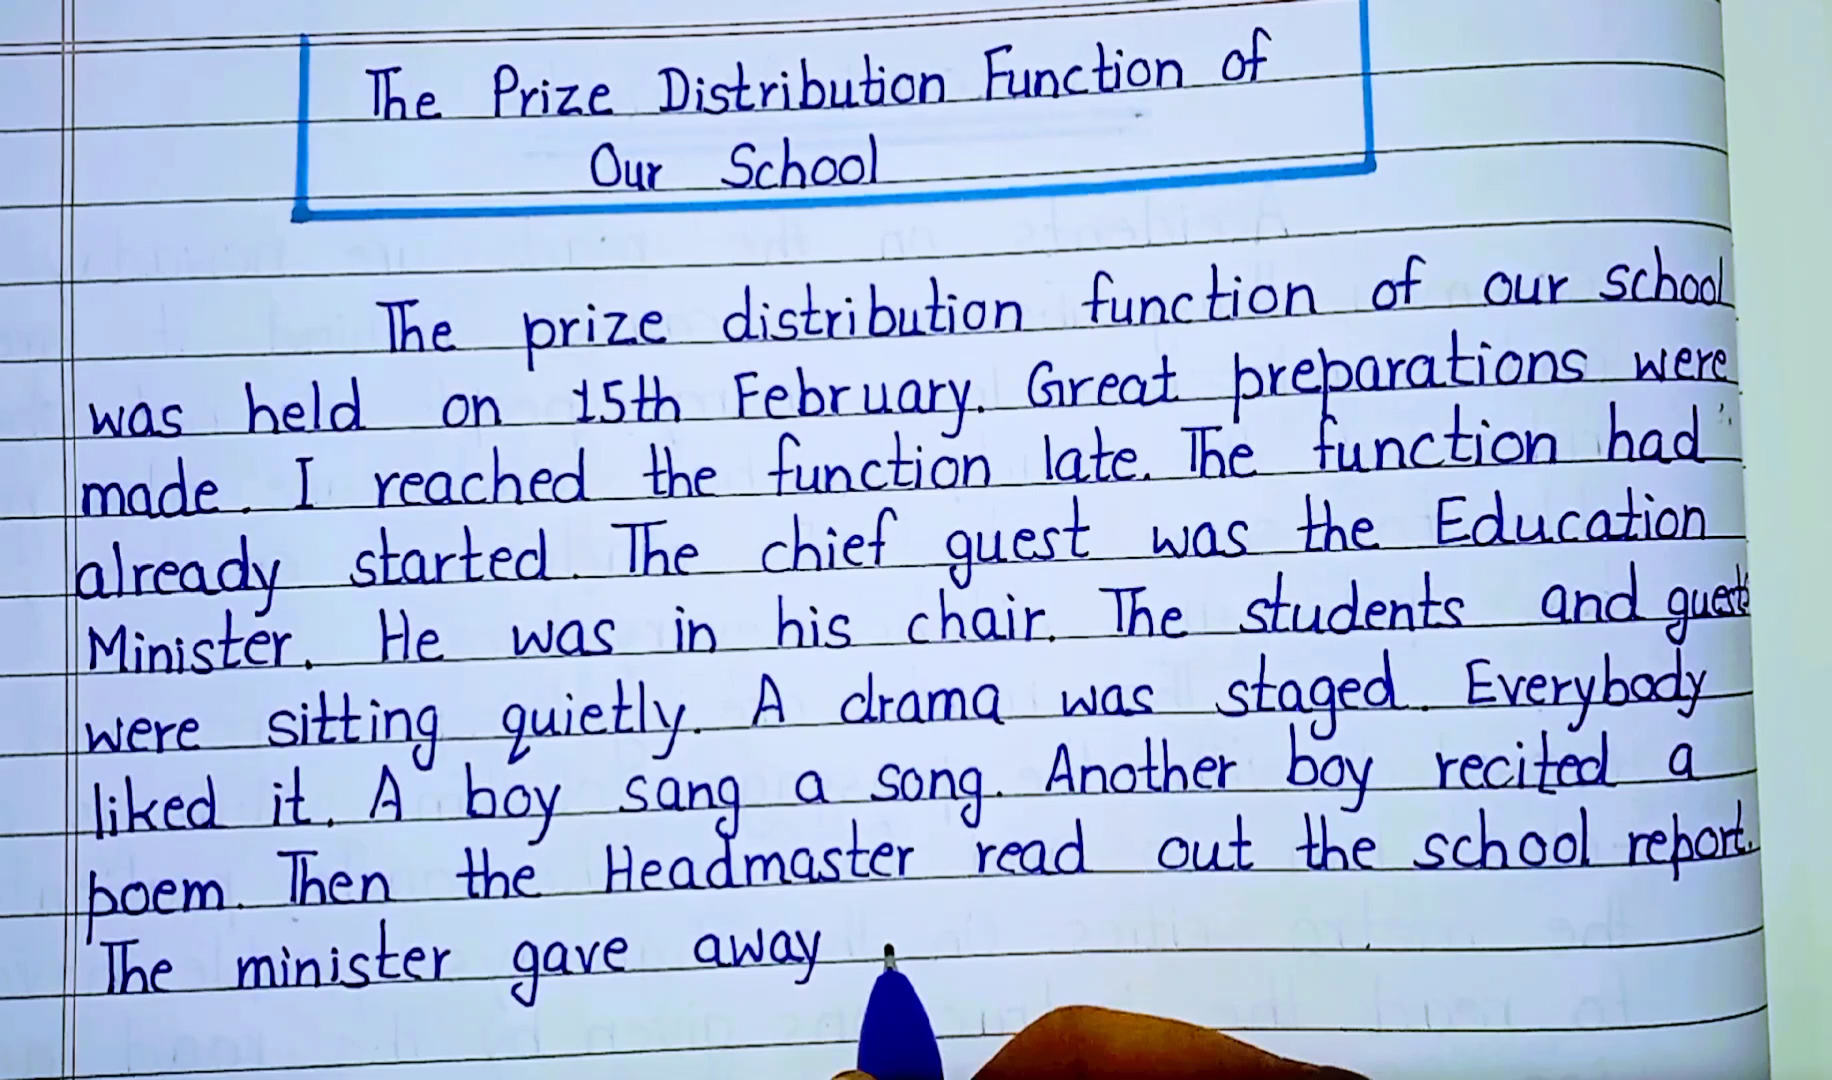 The Prize Distribution Function of
Our School
The prize distribution function of our school
was held on 15th February. Great preparations were
made. I reached the function late. The function had
already started. The chief guest was the Education
Minister. He was in his chair. The students and guests
were sitting quietly. A drama was staged. Everybody
liked it. A boy sang a song. Another boy recited a
poem. Then the Headmaster read out the school report.
The minister gave away